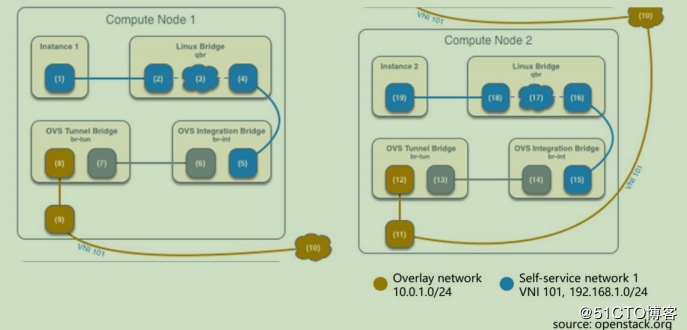 Compute Node 1
Instance 1
Linux Bridge
qbr
(1)
(2)
(3)
(4)
OVS Tunnel Bridge
br-tun
OVS Integration Bridge
br-int
(8)
(7)
(6)
(5)
(9)
VNI 101
(10)
VNI 101
(10)
Compute Node 2
Instance 2
Linux Bridge
qbr
(19)
(18)
(17)
(16)
OVS Tunnel Bridge
br-tun
OVS Integration Bridge
br-int
(12)
(13)
(14)
(15)
(11)
VNI 101
Overlay network
10.0.1.0/24
Self-service network 1
VNI 101, 192.168.1.0/24
source: openstack.org
@51CTO博客